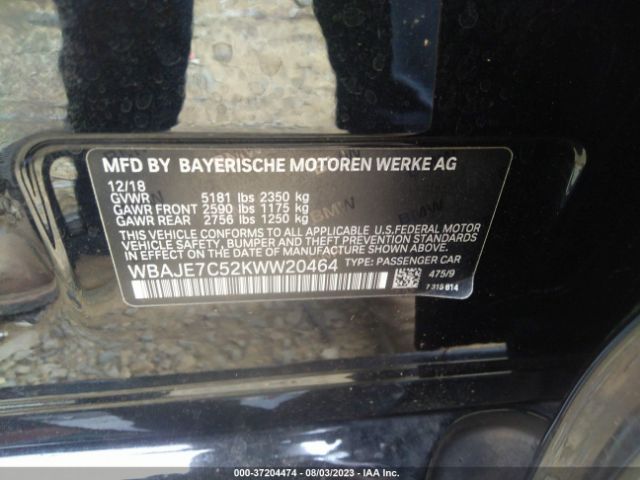 MFD BY BAYERISCHE MOTOREN WERKE AG
12/18
GVWR 5181 lbs 2350 kg
GAWR FRONT 2590 lbs 1175 kg
GAWR REAR 2756 lbs 1250 kg
THIS VEHICLE CONFORMS TO ALL APPLICABLE U.S.FEDERAL MOTOR
VEHICLE SAFETY, BUMPER, AND THEFT PREVENTION STANDARDS
IN EFFECT ON THE DATE OF MANUFACTURE SHOWN ABOVE.
WBAJE7C52KWW20464 TYPE: PASSENGER CAR
475/9
7 315 614
BMW
000-37204474 - 08/03/2023 - IAA Inc.